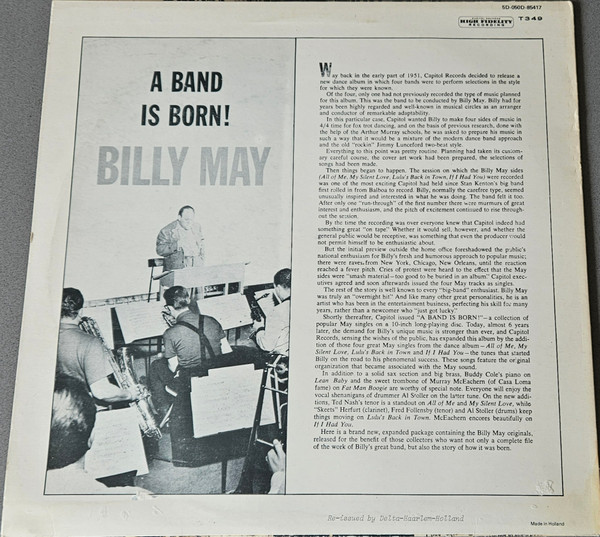 5D-050D-85417
HIGH FIDELITY
RECORDING
T 349
A BAND
IS BORN!
BILLY MAY
Way back in the early part of 1951, Capitol Records decided to release a
new dance album in which four bands were to perform selections in the style
for which they were known.
Of the four, only one had not previously recorded the type of music planned
for this album. This was the band to be conducted by Billy May. Billy had for
years been highly regarded and well-known in musical circles as an arranger
and conductor of remarkable adaptability.
In this particular case, Capitol wanted Billy to make four sides of music in
4/4 time for fox trot dancing, and on the basis of previous research, done with
the help of the Arthur Murray schools, he was asked to prepare his music in
such a way that it would be a mixture of the modern dance band approach
and the old "rockin" Jimmy Lunceford two-beat style.
Everything to this point was pretty routine. Planning had taken its custom-
ary careful course, the cover art work had been prepared, the selections of
songs had been made.
Then things began to happen. The session on which the Billy May sides
(All of Me, My Silent Love, Lulu's Back in Town, If I Had You) were recorded
was one of the most exciting Capitol had held since Stan Kenton's big band
first rolled in from Balboa to record. Billy, normally the carefree type, seemed
unusually inspired and interested in what he was doing. The band felt it too.
After only one "run-through" of the first number there were murmurs of great
interest and enthusiasm, and the pitch of excitement continued to rise through-
out the session.
By the time the recording was over everyone knew that Capitol indeed had
something great "on tape." Whether it would sell, however, and whether the
general public would be receptive, was something that even the producer would
not permit himself to be enthusiastic about.
But the initial preview outside the home office foreshadowed the public's
national enthusiasm for Billy's fresh and humorous approach to popular music;
there were raves from New York, Chicago, New Orleans, until the reaction
reached a fever pitch. Cries of protest were heard to the effect that the May
sides were "smash material—too good to be buried in an album." Capitol exec-
utives agreed and soon afterwards issued the four May tracks as singles.
The rest of the story is well known to every "big-band" enthusiast. Billy May
was truly an "overnight hit!" And like many other great personalities, he is an
artist who has been in the entertainment business, perfecting his skill for many
years, rather than a newcomer who "just got lucky."
Shortly thereafter, Capitol issued "A BAND IS BORN!"—a collection of
popular May singles on a 10-inch long-playing disc. Today, almost 6 years
later, the demand for Billy's unique music is stronger than ever, and Capitol
Records, sensing the wishes of the public, has expanded this album by the addi-
tion of those four great May singles from the dance album—All of Me, My
Silent Love, Lulu's Back in Town and If I Had You—the tunes that started
Billy on the road to his phenomenal success. These songs feature the original
organization that became associated with the May sound.
In addition to a solid sax section and big brass, Buddy Cole's piano on
Lean Baby and the sweet trombone of Murray McEachern (of Casa Loma
fame) on Fat Man Boogie are worthy of special note. Everyone will enjoy the
vocal shenanigans of drummer Al Stoller on the latter tune. On the new addi-
tions, Ted Nash's tenor is a standout on All of Me and My Silent Love, while
"Skeets" Herfurt (clarinet), Fred Follensby (tenor) and Al Stoller (drums) keep
things moving on Lulu's Back in Town. McEachern encores beautifully on
If I Had You.
Here is a brand new, expanded package containing the Billy May originals,
released for the benefit of those collectors who want not only a complete file
of the work of Billy's great band, but also the story of how it was born.
Re-issued by Delta-Haarlem-Holland
Made in Holland